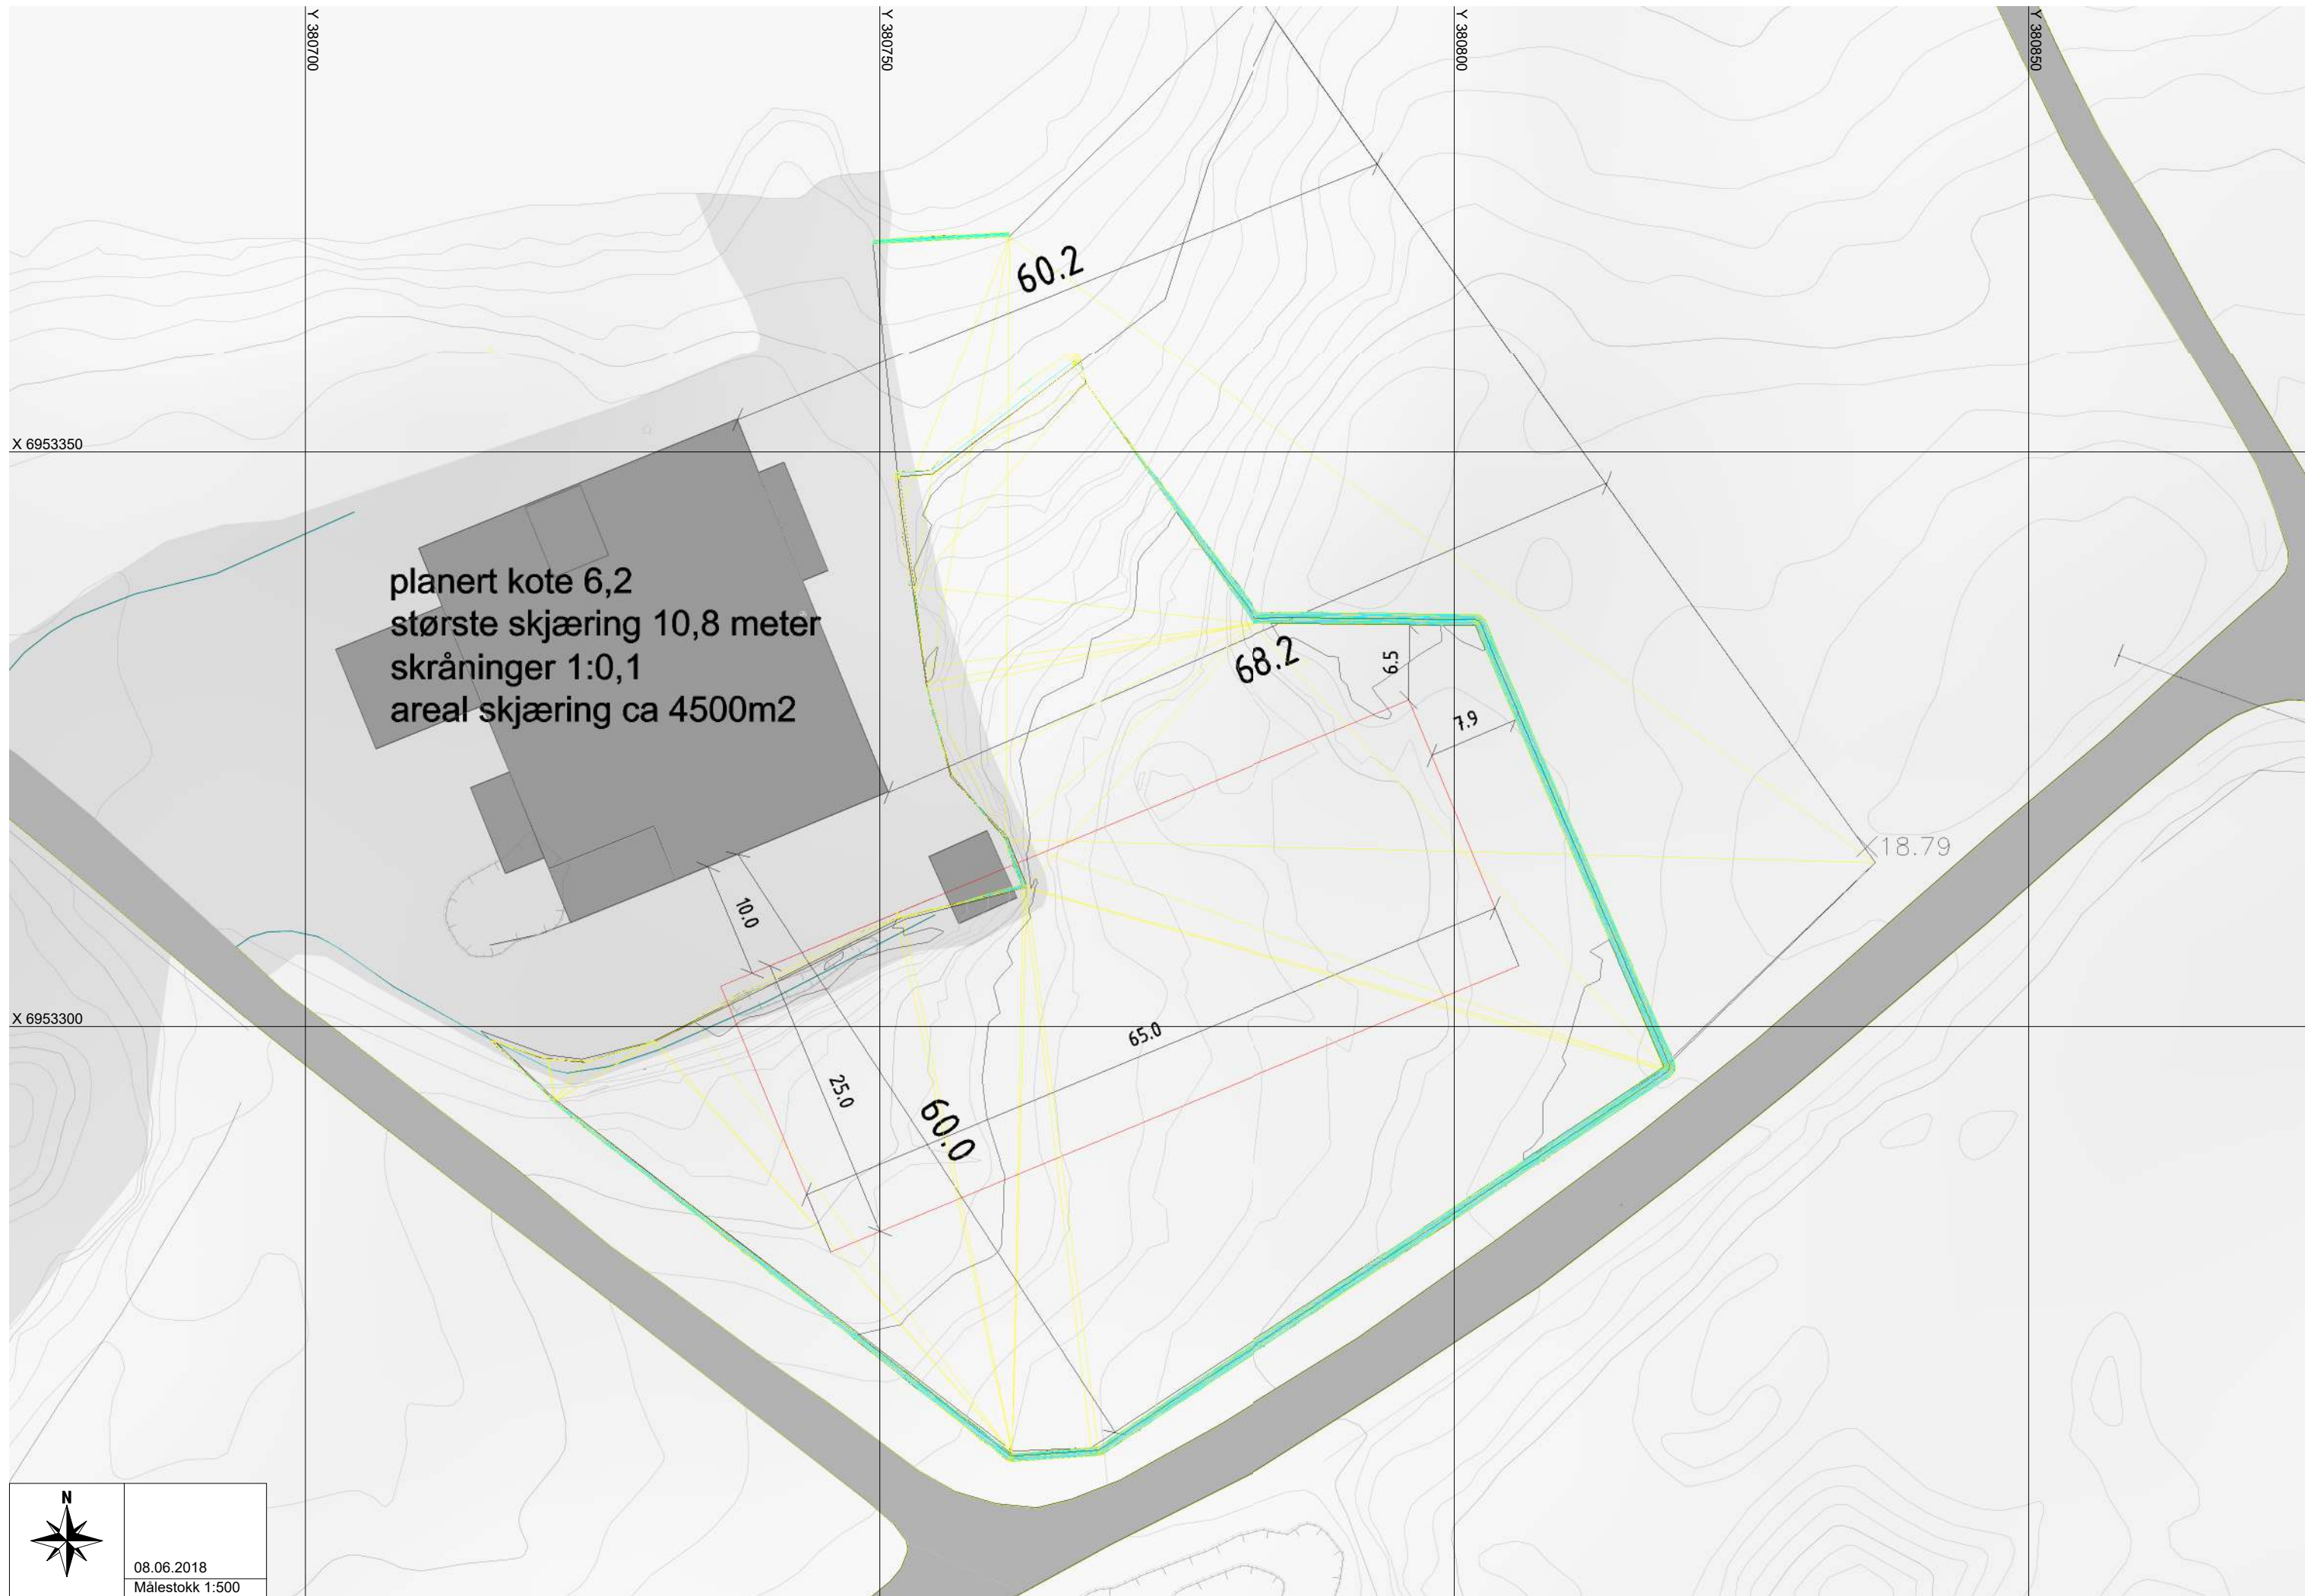 Y 380700
Y 380750
Y 380800
Y 380850
60.2
X 6953350
planert kote 6,2
største skjæring 10,8 meter
skråninger 1:0,1
areal skjæring ca 4500m2
68.2
6.5
7.9
18.79
10.0
X 6953300
65.0
25.0
60.0
N
08.06.2018
Målestokk 1:500